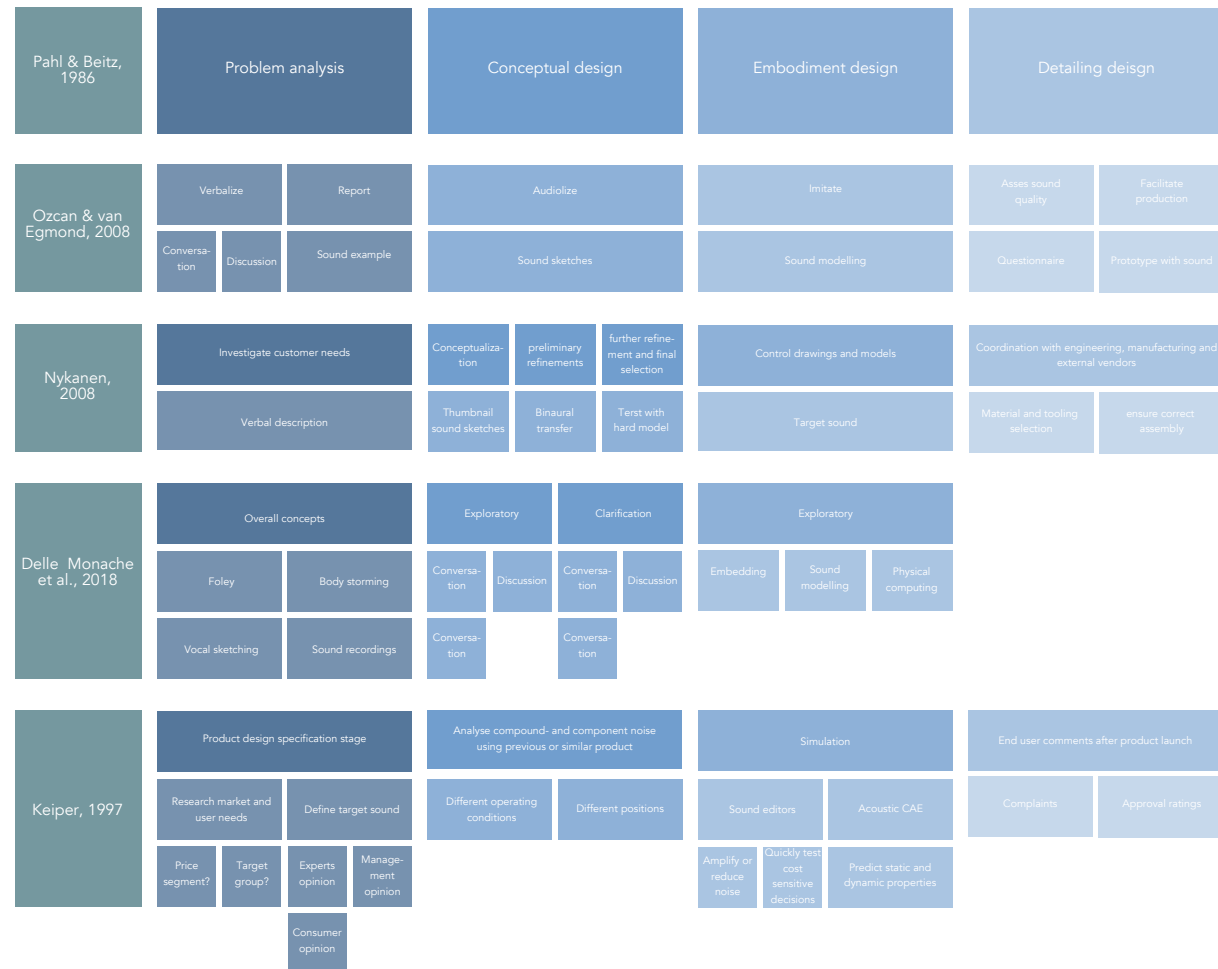 Pahl & Beitz,
1986
Problem analysis
Conceptual design
Embodiment design
Detailing deisgn
Ozcan & van
Egmond, 2008
Verbalize
Report
Audiolize
Imitate
Asses sound
quality
Facilitate
production
Conversa-
tion
Discussion
Sound example
Sound sketches
Sound modelling
Questionnaire
Prototype with sound
Nykanen,
2008
Investigate customer needs
Conceptualiza-
tion
preliminary
refinements
further refine-
ment and final
selection
Control drawings and models
Coordination with engineering, manufacturing and
external vendors
Verbal description
Thumbnail
sound sketches
Binaural
transfer
Terst with
hard model
Target sound
Material and tooling
selection
ensure correct
assembly
Delle Monache
et al., 2018
Overall concepts
Exploratory
Clarification
Exploratory
Foley
Body storming
Conversa-
tion
Discussion
Conversa-
tion
Discussion
Embedding
Sound
modelling
Physical
computing
Vocal sketching
Sound recordings
Conversa-
tion
Conversa-
tion
Keiper, 1997
Product design specification stage
Analyse compound- and component noise
using previous or similar product
Simulation
End user comments after product launch
Research market and
user needs
Define target sound
Different operating
conditions
Different positions
Sound editors
Acoustic CAE
Complaints
Approval ratings
Price
segment?
Target
group?
Experts
opinion
Manage-
ment
opinion
Amplify or
reduce
noise
Quickly test
cost
sensitive
decisions
Predict static and
dynamic properties
Consumer
opinion